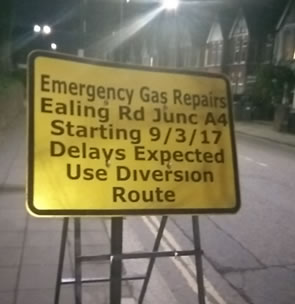 Emergency Gas Repairs
Ealing Rd Junc A4
Starting 9/3/17
Delays Expected
Use Diversion
Route